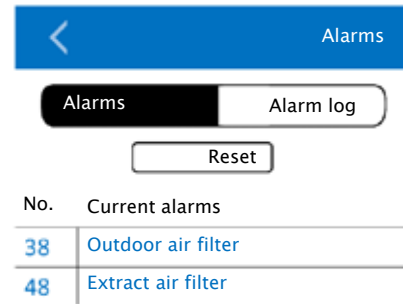 Alarms
Alarms Alarm log
Reset
No. Current alarms
38 Outdoor air filter
48 Extract air filter